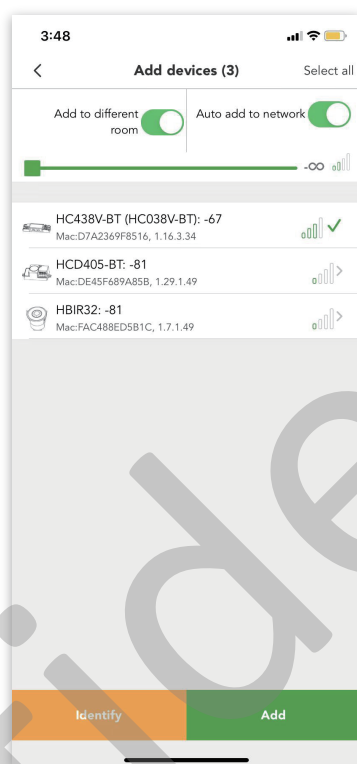 3:48
Add devices (3)
Select all
Add to different room
Auto add to network
-∞
HC438V-BT (HC038V-BT): -67
Mac:D7A2369F8516, 1.16.3.34
HCD405-BT: -81
Mac:DE45F689A85B, 1.29.1.49
HBIR32: -81
Mac:FAC488ED5B1C, 1.7.1.49
Identify
Add